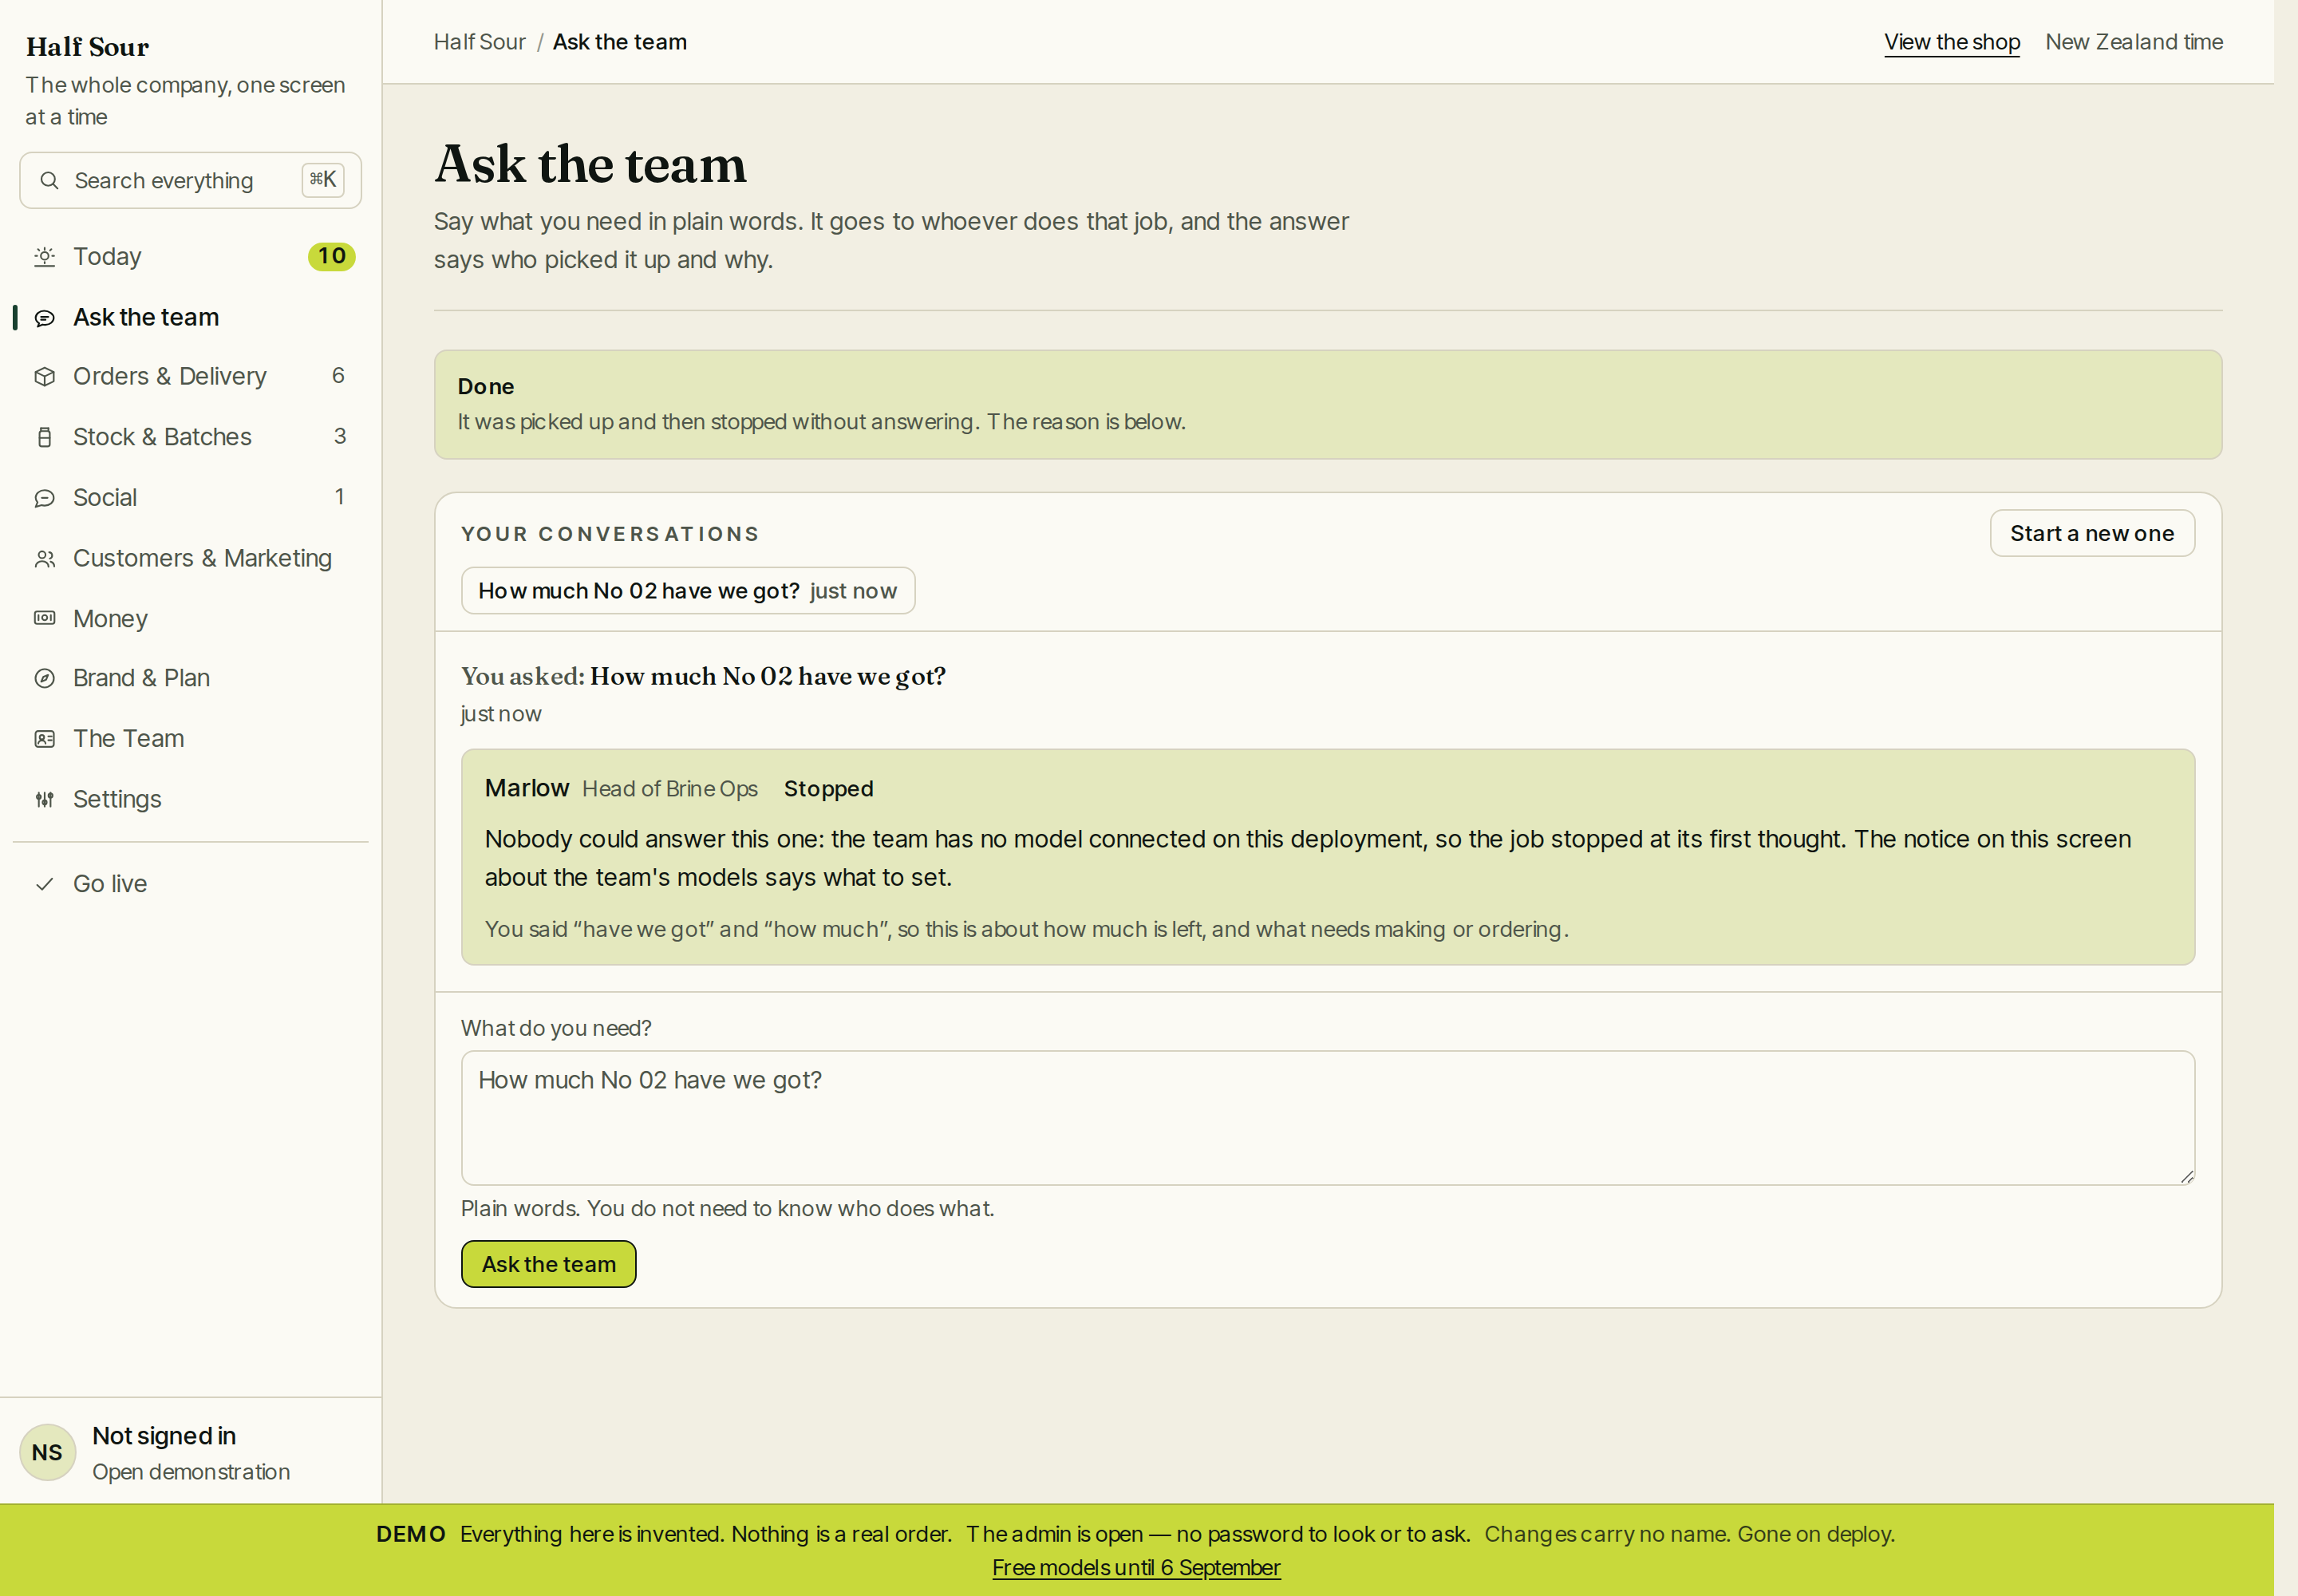 Half Sour
The whole company, one screen
at a time
Search everything ⌘K
Today 10
Ask the team
Orders & Delivery 6
Stock & Batches 3
Social 1
Customers & Marketing
Money
Brand & Plan
The Team
Settings
Go live
NS
Not signed in
Open demonstration
Half Sour / Ask the team
View the shop New Zealand time
Ask the team
Say what you need in plain words. It goes to whoever does that job, and the answer
says who picked it up and why.
Done
It was picked up and then stopped without answering. The reason is below.
YOUR CONVERSATIONS
Start a new one
How much No 02 have we got? just now
You asked: How much No 02 have we got?
just now
Marlow Head of Brine Ops Stopped
Nobody could answer this one: the team has no model connected on this deployment, so the job stopped at its first thought. The notice on this screen
about the team's models says what to set.
You said “have we got” and “how much”, so this is about how much is left, and what needs making or ordering.
What do you need?
How much No 02 have we got?
Plain words. You do not need to know who does what.
Ask the team
DEMO Everything here is invented. Nothing is a real order. The admin is open — no password to look or to ask. Changes carry no name. Gone on deploy.
Free models until 6 September